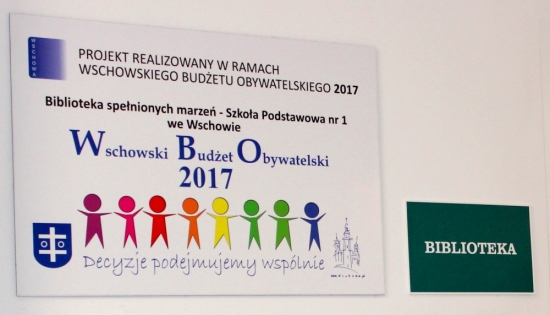 WSCHOWA
PROJEKT REALIZOWANY W RAMACH
WSCHOWSKIEGO BUDŻETU OBYWATELSKIEGO 2017
Biblioteka spełnionych marzeń - Szkoła Podstawowa nr 1
we Wschowie
Wschowski Budżet Obywatelski
2017
Decyzje podejmujemy wspólnie
BIBLIOTEKA